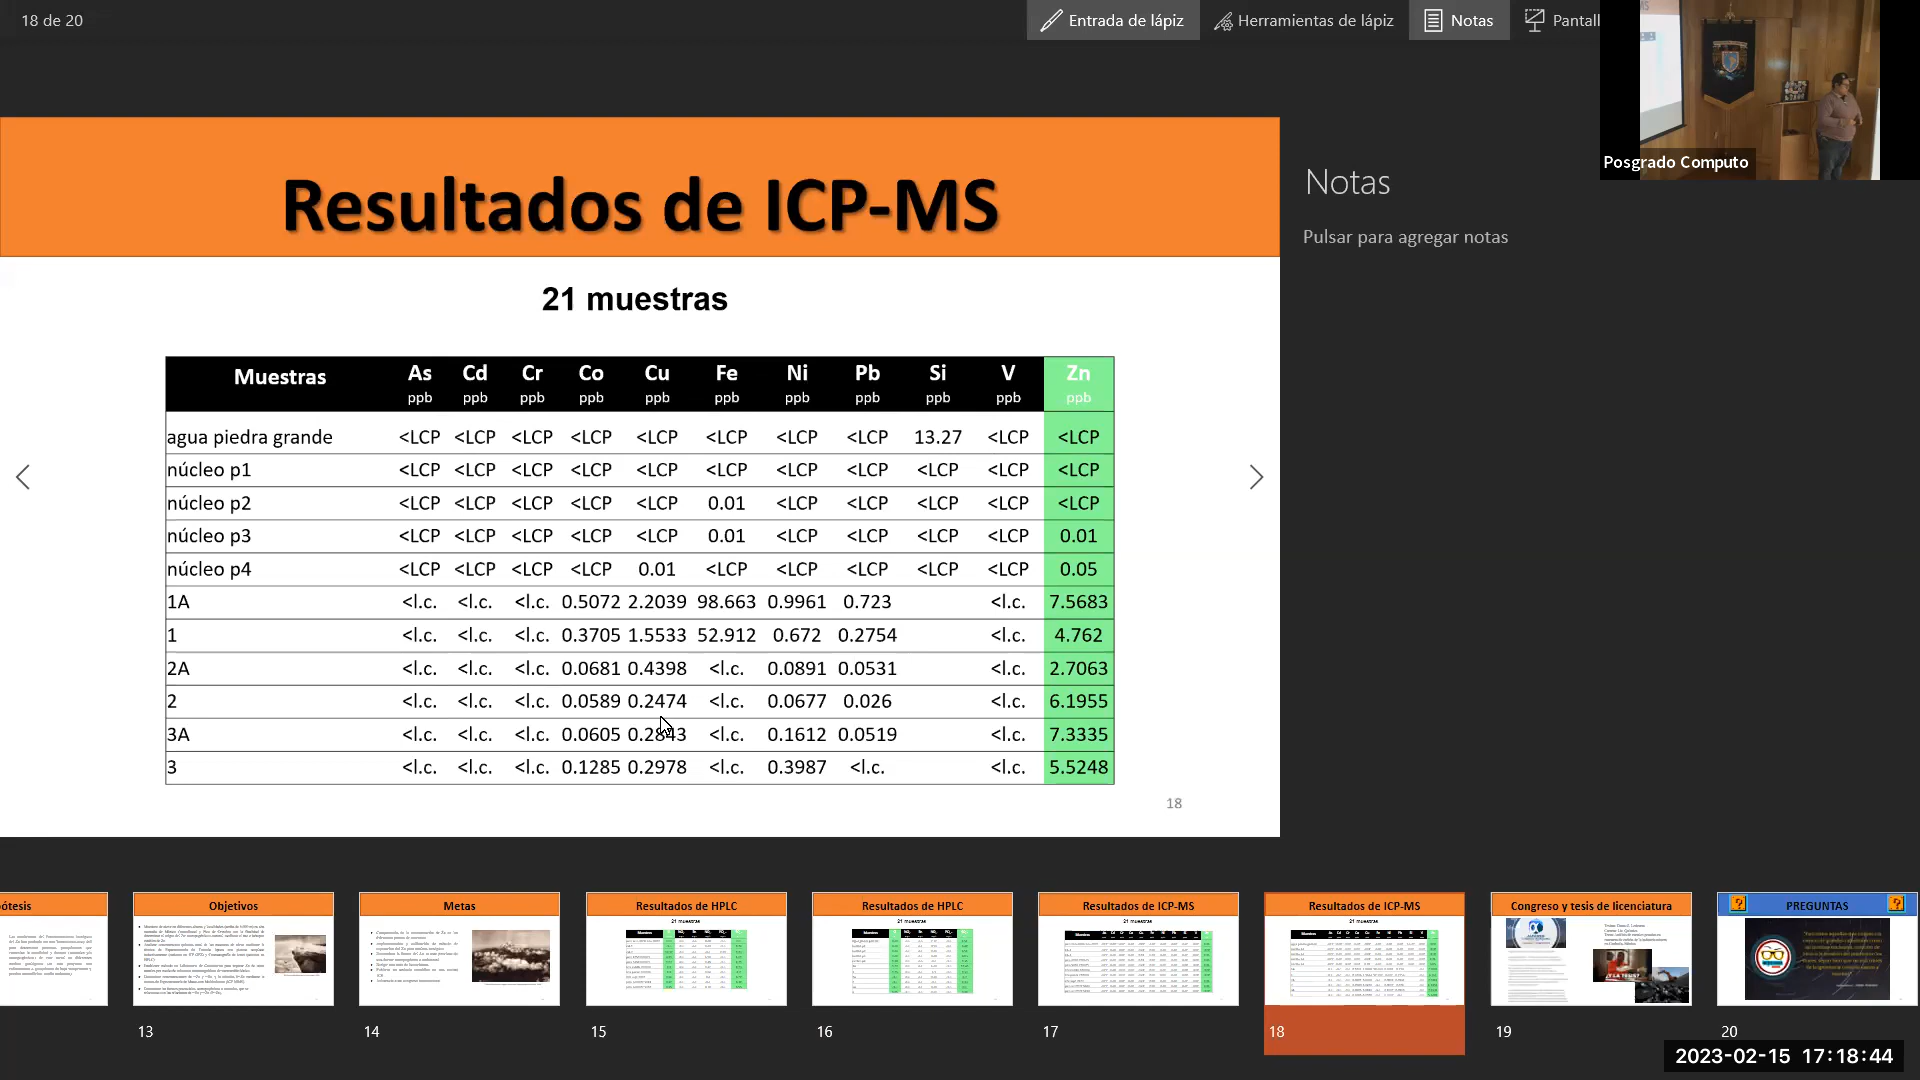 18 de 20
Entrada de lápiz
Herramientas de lápiz
Notas
Pantall
Posgrado Computo
Resultados de ICP-MS
21 muestras
Muestras As Cd Cr Co Cu Fe Ni Pb Si V Zn
ppb ppb ppb ppb ppb ppb ppb ppb ppb ppb ppb
agua piedra grande <LCP <LCP <LCP <LCP <LCP <LCP <LCP <LCP 13.27 <LCP <LCP
núcleo p1 <LCP <LCP <LCP <LCP <LCP <LCP <LCP <LCP <LCP <LCP <LCP
núcleo p2 <LCP <LCP <LCP <LCP <LCP 0.01 <LCP <LCP <LCP <LCP <LCP
núcleo p3 <LCP <LCP <LCP <LCP <LCP 0.01 <LCP <LCP <LCP <LCP 0.01
núcleo p4 <LCP <LCP <LCP <LCP 0.01 <LCP <LCP <LCP <LCP <LCP 0.05
1A <l.c. <l.c. <l.c. 0.5072 2.2039 98.663 0.9961 0.723 <l.c. 7.5683
1 <l.c. <l.c. <l.c. 0.3705 1.5533 52.912 0.672 0.2754 <l.c. 4.762
2A <l.c. <l.c. <l.c. 0.0681 0.4398 <l.c. 0.0891 0.0531 <l.c. 2.7063
2 <l.c. <l.c. <l.c. 0.0589 0.2474 <l.c. 0.0677 0.026 <l.c. 6.1955
3A <l.c. <l.c. <l.c. 0.0605 0.2843 <l.c. 0.1612 0.0519 <l.c. 7.3335
3 <l.c. <l.c. <l.c. 0.1285 0.2978 <l.c. 0.3987 <l.c. <l.c. 5.5248
18
Notas
Pulsar para agregar notas
Objetivos
Metas
Resultados de HPLC
21 muestras
Resultados de HPLC
21 muestras
Resultados de ICP-MS
21 muestras
Resultados de ICP-MS
21 muestras
Congreso y tesis de licenciatura
PREGUNTAS
13
14
15
16
17
18
19
20
2023-02-15 17:18:44